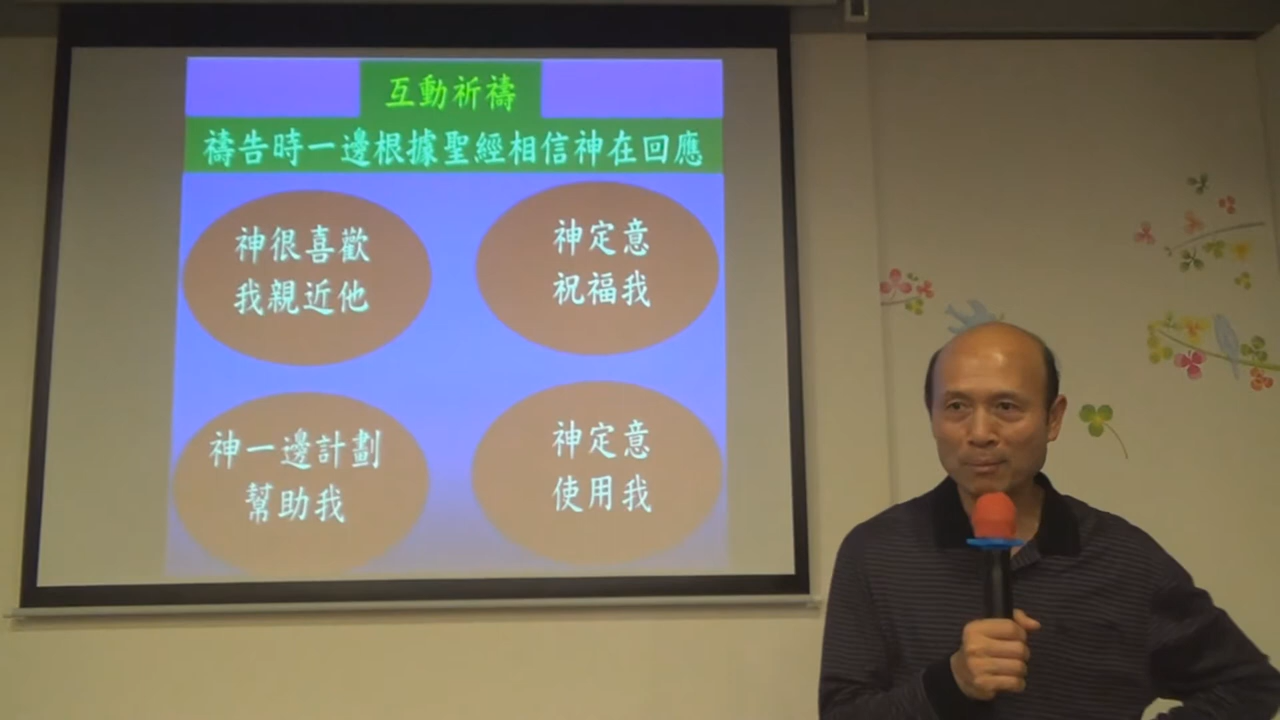 互動祈禱
禱告時一邊根據聖經相信神在回應
神很喜歡
我親近他
神定意
祝福我
神一邊計劃
幫助我
神定意
使用我